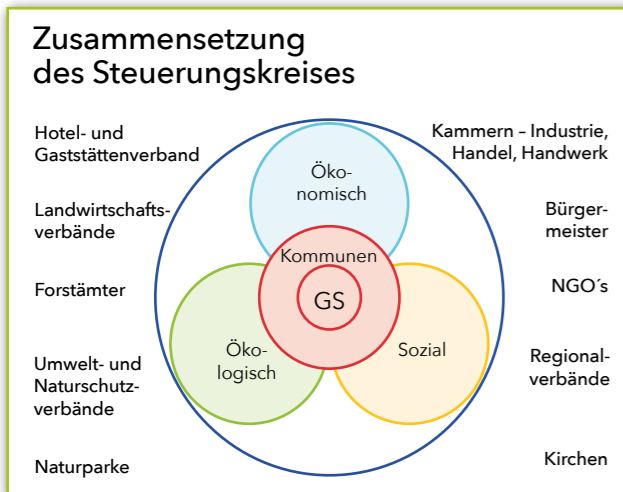 Zusammensetzung
des Steuerungskreises
Hotel- und
Gaststättenverband
Landwirtschafts-
verbände
Forstämter
Umwelt- und
Naturschutz-
verbände
Naturparke
Öko-
nomisch
Kommunen
GS
Öko-
logisch
Sozial
Kammern – Industrie,
Handel, Handwerk
Bürger-
meister
NGO´s
Regional-
verbände
Kirchen